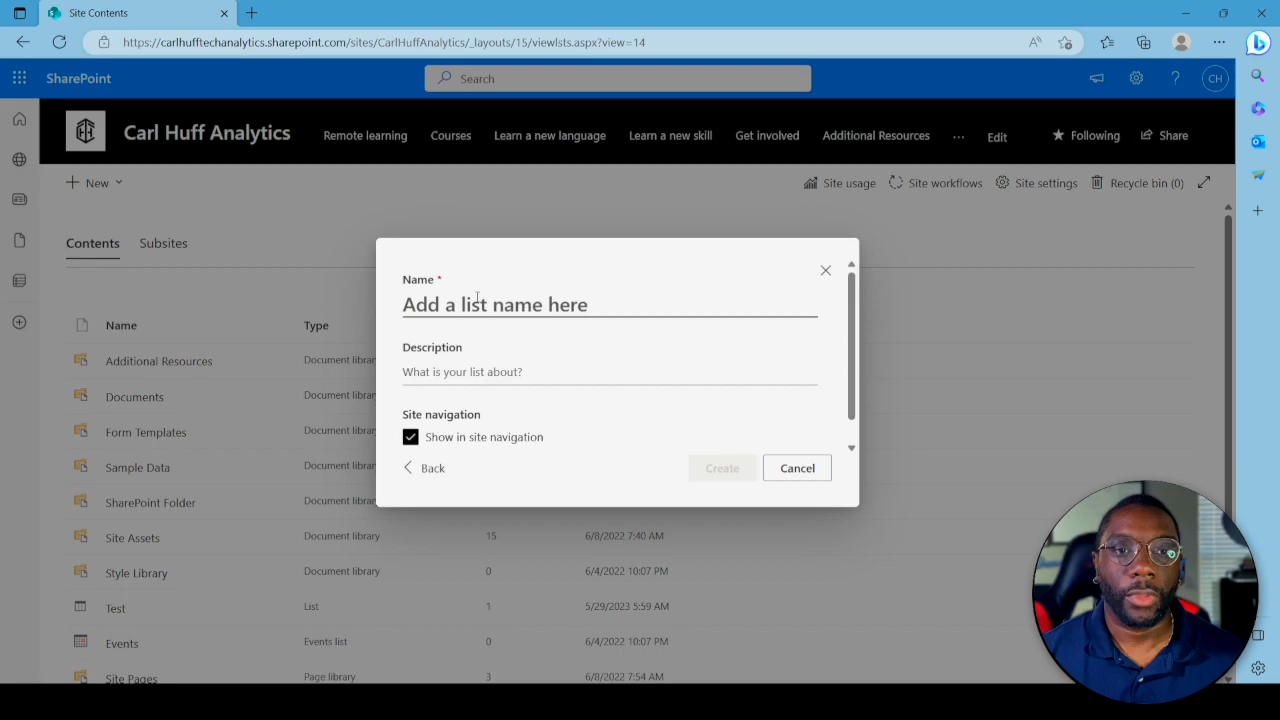 Site Contents
https://carlhufftechanalytics.sharepoint.com/sites/CarlHuffAnalytics/_layouts/15/viewlsts.aspx?view=14
SharePoint
Search
CH
Carl Huff Analytics
Remote learning
Courses
Learn a new language
Learn a new skill
Get involved
Additional Resources
Edit
Following
Share
New
Site usage
Site workflows
Site settings
Recycle bin (0)
Contents
Subsites
Name *
Add a list name here
Description
What is your list about?
Site navigation
Show in site navigation
Back
Create
Cancel
Name
Type
Additional Resources
Document library
Documents
Document library
Form Templates
Document library
Sample Data
Document library
SharePoint Folder
Document library
Site Assets
Document library
15
6/8/2022 7:40 AM
Style Library
Document library
0
6/4/2022 10:07 PM
Test
List
1
5/29/2023 5:59 AM
Events
Events list
0
6/4/2022 10:07 PM
Site Pages
Page library
3
6/8/2022 7:54 AM